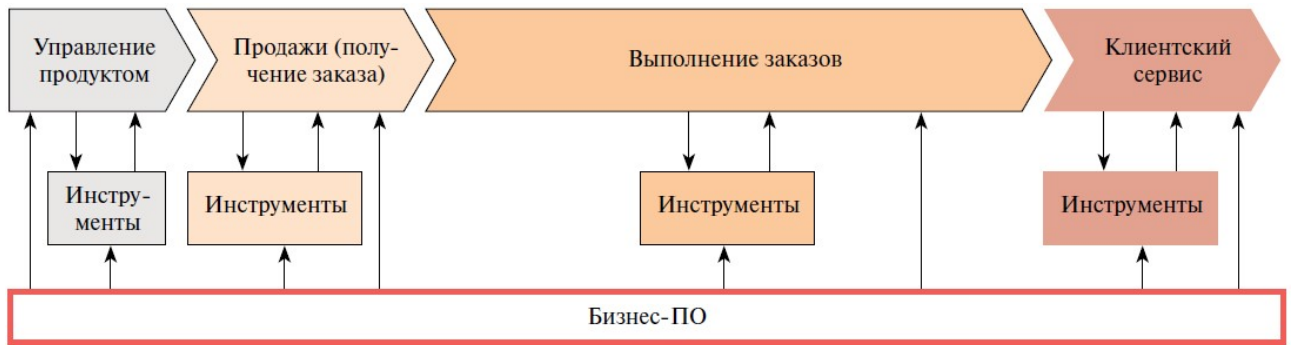 Управление
продуктом
Продажи (полу-
чение заказа)
Выполнение заказов
Клиентский
сервис
Инстру-
менты
Инструменты
Инструменты
Инструменты
Бизнес-ПО